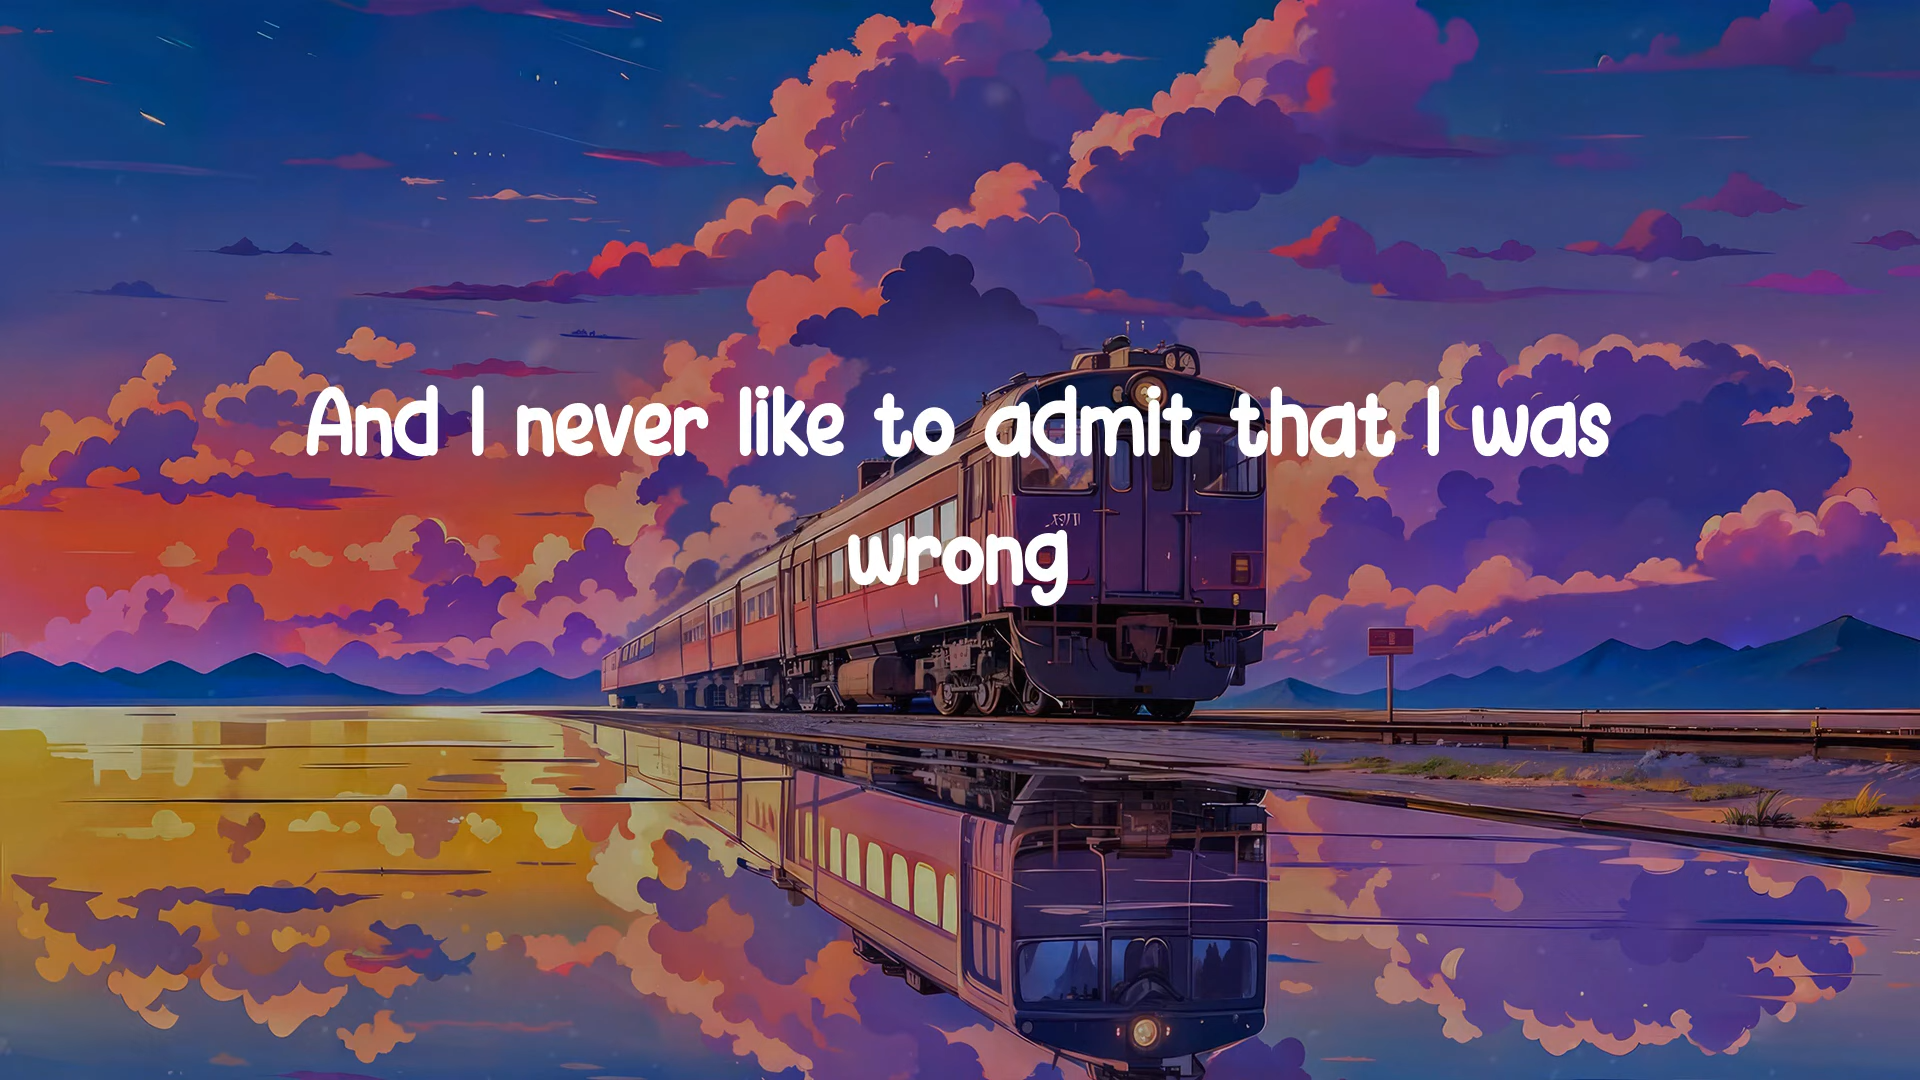 And I never like to admit that I was
wrong